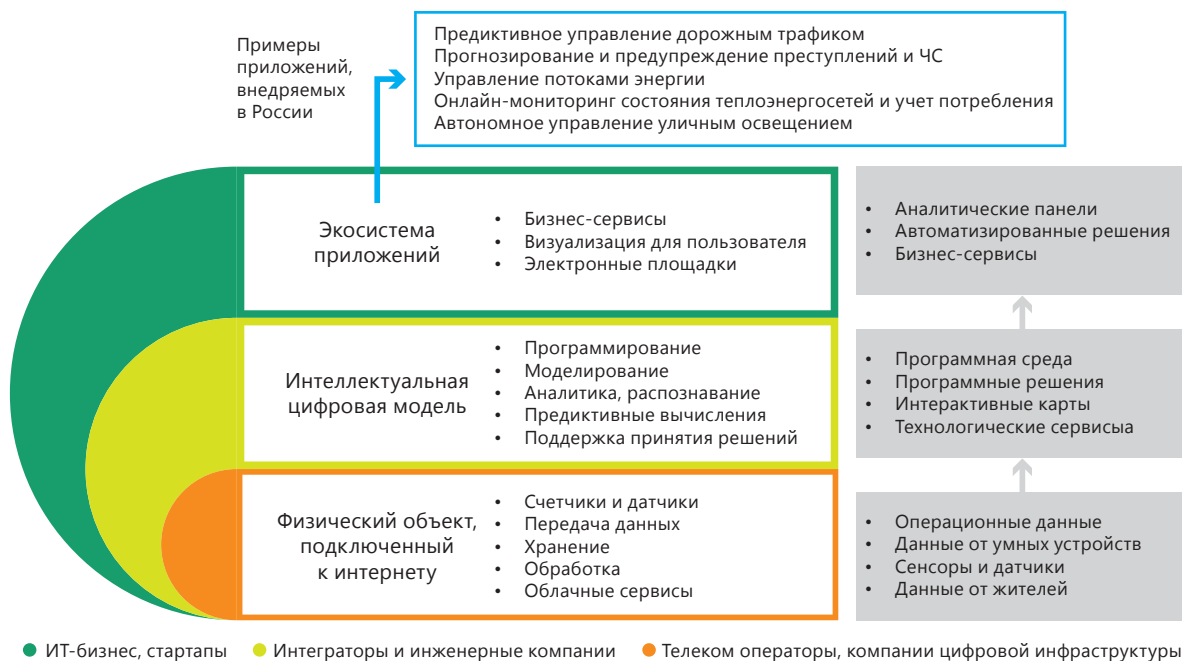 Примеры
приложений,
внедряемых
в России
Предиктивное управление дорожным трафиком
Прогнозирование и предупреждение преступлений и ЧС
Управление потоками энергии
Онлайн-мониторинг состояния теплоэнергосетей и учет потребления
Автономное управление уличным освещением
Экосистема
приложений
• Бизнес-сервисы
• Визуализация для пользователя
• Электронные площадки
• Аналитические панели
• Автоматизированные решения
• Бизнес-сервисы
Интеллектуальная
цифровая модель
• Программирование
• Моделирование
• Аналитика, распознавание
• Предиктивные вычисления
• Поддержка принятия решений
• Программная среда
• Программные решения
• Интерактивные карты
• Технологические сервисыа
Физический объект,
подключенный
к интернету
• Счетчики и датчики
• Передача данных
• Хранение
• Обработка
• Облачные сервисы
• Операционные данные
• Данные от умных устройств
• Сенсоры и датчики
• Данные от жителей
ИТ-бизнес, стартапы
Интеграторы и инженерные компании
Телеком операторы, компании цифровой инфраструктуры